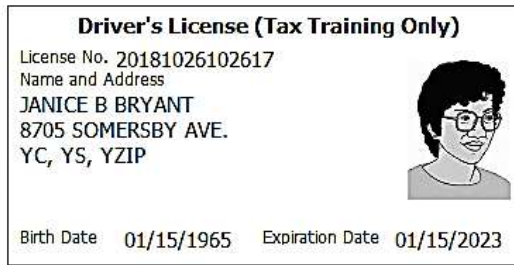 Driver's License (Tax Training Only)
License No. 20181026102617
Name and Address
JANICE B BRYANT
8705 SOMERSBY AVE.
YC, YS, YZIP
Birth Date 01/15/1965 Expiration Date 01/15/2023